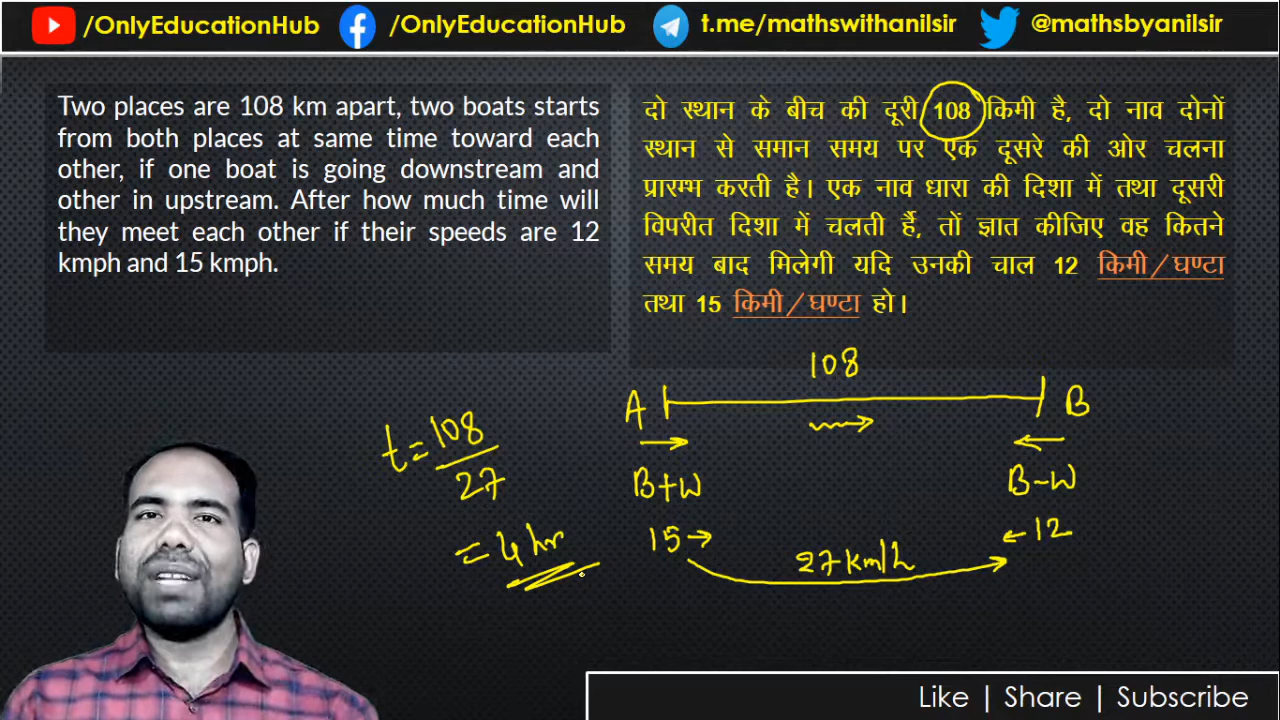 /OnlyEducationHub /OnlyEducationHub t.me/mathswithanilsir @mathsbyanilsir
Two places are 108 km apart, two boats starts
from both places at same time toward each
other, if one boat is going downstream and
other in upstream. After how much time will
they meet each other if their speeds are 12
kmph and 15 kmph.
दो स्थान के बीच की दूरी 108 किमी है, दो नाव दोनों
स्थान से समान समय पर एक दूसरे की ओर चलना
प्रारम्भ करती है। एक नाव धारा की दिशा में तथा दूसरी
विपरीत दिशा में चलती हैं, तों ज्ञात कीजिए वह कितने
समय बाद मिलेगी यदि उनकी चाल 12 किमी/घण्टा
तथा 15 किमी/घण्टा हो।
108
A B
B+W B-W
15→ ←12
27km/h
t=108/27
=4 hr
Like | Share | Subscribe